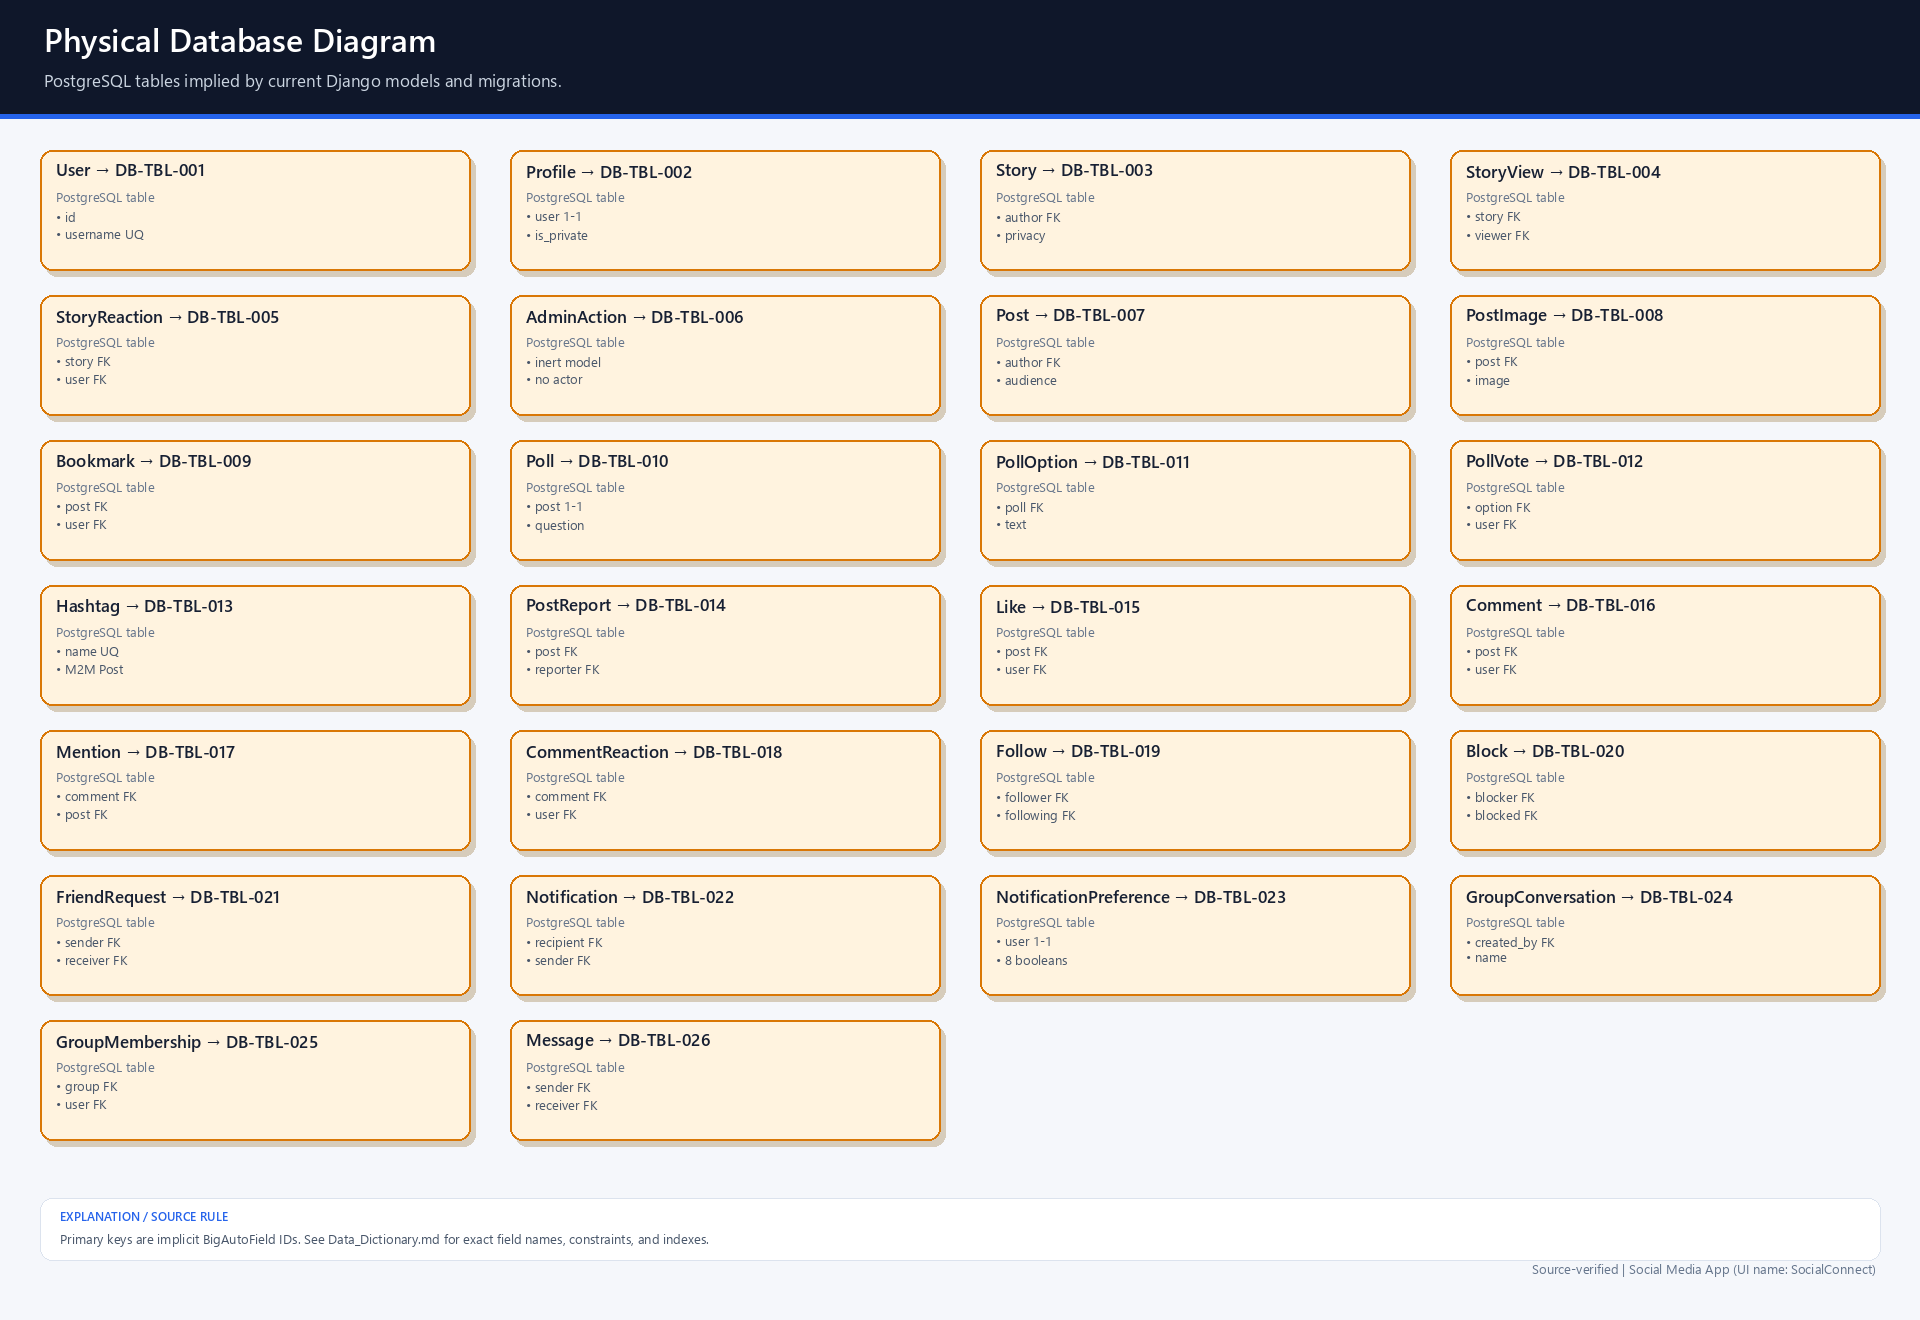 Physical Database Diagram
PostgreSQL tables implied by current Django models and migrations.
User → DB-TBL-001
PostgreSQL table
• id
• username UQ
Profile → DB-TBL-002
PostgreSQL table
• user 1-1
• is_private
Story → DB-TBL-003
PostgreSQL table
• author FK
• privacy
StoryView → DB-TBL-004
PostgreSQL table
• story FK
• viewer FK
StoryReaction → DB-TBL-005
PostgreSQL table
• story FK
• user FK
AdminAction → DB-TBL-006
PostgreSQL table
• inert model
• no actor
Post → DB-TBL-007
PostgreSQL table
• author FK
• audience
PostImage → DB-TBL-008
PostgreSQL table
• post FK
• image
Bookmark → DB-TBL-009
PostgreSQL table
• post FK
• user FK
Poll → DB-TBL-010
PostgreSQL table
• post 1-1
• question
PollOption → DB-TBL-011
PostgreSQL table
• poll FK
• text
PollVote → DB-TBL-012
PostgreSQL table
• option FK
• user FK
Hashtag → DB-TBL-013
PostgreSQL table
• name UQ
• M2M Post
PostReport → DB-TBL-014
PostgreSQL table
• post FK
• reporter FK
Like → DB-TBL-015
PostgreSQL table
• post FK
• user FK
Comment → DB-TBL-016
PostgreSQL table
• post FK
• user FK
Mention → DB-TBL-017
PostgreSQL table
• comment FK
• post FK
CommentReaction → DB-TBL-018
PostgreSQL table
• comment FK
• user FK
Follow → DB-TBL-019
PostgreSQL table
• follower FK
• following FK
Block → DB-TBL-020
PostgreSQL table
• blocker FK
• blocked FK
FriendRequest → DB-TBL-021
PostgreSQL table
• sender FK
• receiver FK
Notification → DB-TBL-022
PostgreSQL table
• recipient FK
• sender FK
NotificationPreference → DB-TBL-023
PostgreSQL table
• user 1-1
• 8 booleans
GroupConversation → DB-TBL-024
PostgreSQL table
• created_by FK
• name
GroupMembership → DB-TBL-025
PostgreSQL table
• group FK
• user FK
Message → DB-TBL-026
PostgreSQL table
• sender FK
• receiver FK
EXPLANATION / SOURCE RULE
Primary keys are implicit BigAutoField IDs. See Data_Dictionary.md for exact field names, constraints, and indexes.
Source-verified | Social Media App (UI name: SocialConnect)